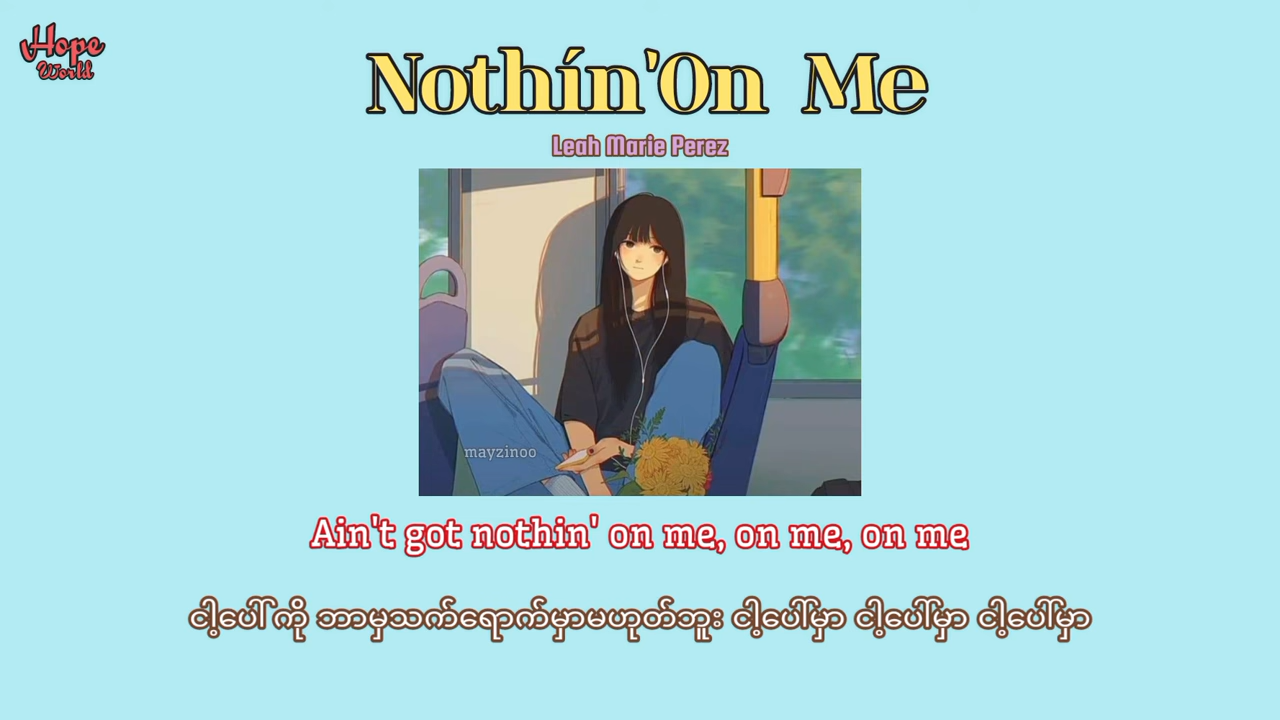 Hope
World
Nothín'On Me
Leah Marie Perez
mayzinoo
Ain't got nothin' on me, on me, on me
ငါ့ပေါ်ကို ဘာမှသက်ရောက်မှာမဟုတ်ဘူး ငါ့ပေါ်မှာ ငါ့ပေါ်မှာ ငါ့ပေါ်မှာ